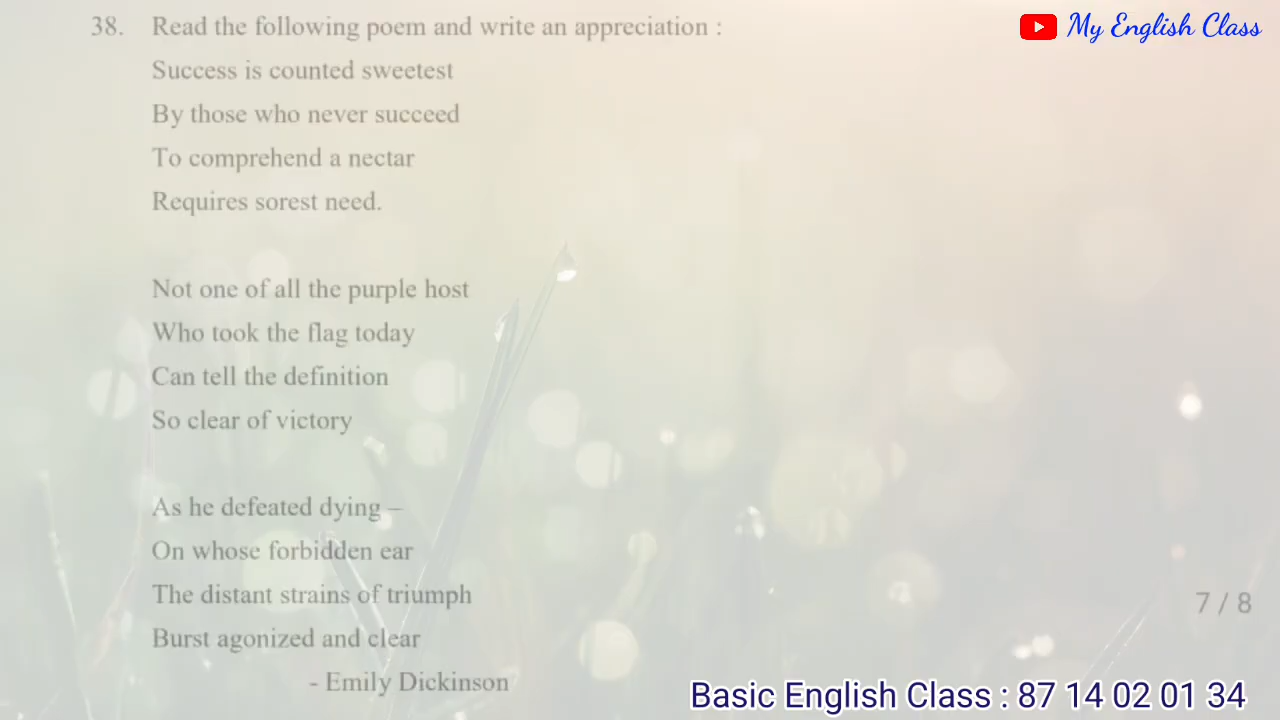 38. Read the following poem and write an appreciation :
My English Class
Success is counted sweetest
By those who never succeed
To comprehend a nectar
Requires sorest need.
Not one of all the purple host
Who took the flag today
Can tell the definition
So clear of victory
As he defeated dying –
On whose forbidden ear
The distant strains of triumph
7 / 8
Burst agonized and clear
- Emily Dickinson
Basic English Class : 87 14 02 01 34